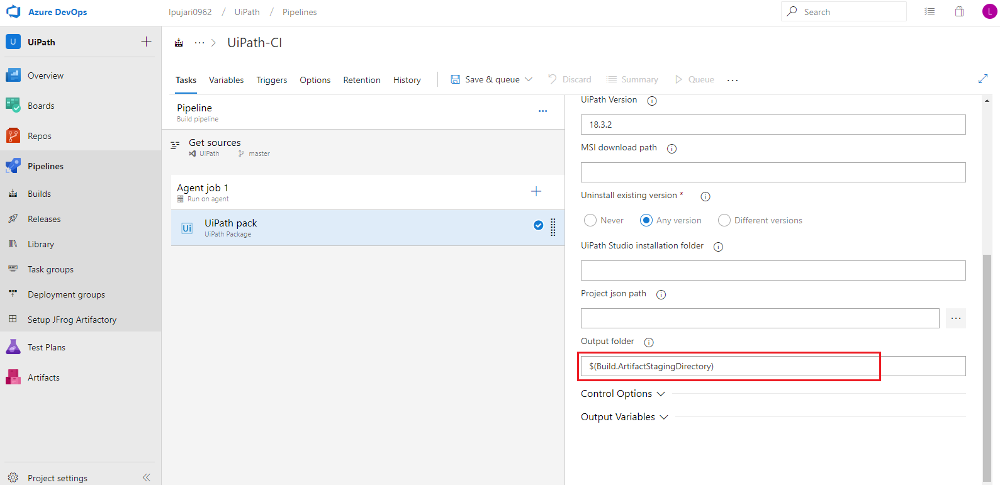 Azure DevOps
lpujari0962 / UiPath / Pipelines
Search
L
U UiPath
Overview
Boards
Repos
Pipelines
Builds
Releases
Library
Task groups
Deployment groups
Setup JFrog Artifactory
Test Plans
Artifacts
Project settings
··· > UiPath-CI
Tasks Variables Triggers Options Retention History Save & queue Discard Summary Queue ···
Pipeline
Build pipeline
Get sources
UiPath master
Agent job 1
Run on agent
Ui UiPath pack
UiPath Package
UiPath Version
18.3.2
MSI download path
Uninstall existing version *
Never Any version Different versions
UiPath Studio installation folder
Project json path
Output folder
$(Build.ArtifactStagingDirectory)
Control Options
Output Variables